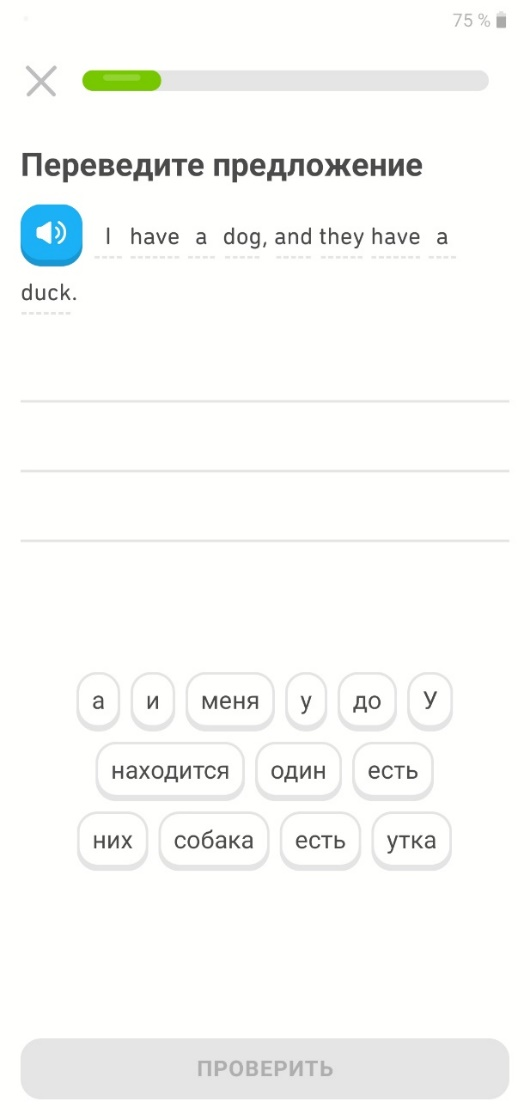 75 %
Переведите предложение
I have a dog, and they have a
duck.
а и меня у до У
находится один есть
них собака есть утка
ПРОВЕРИТЬ